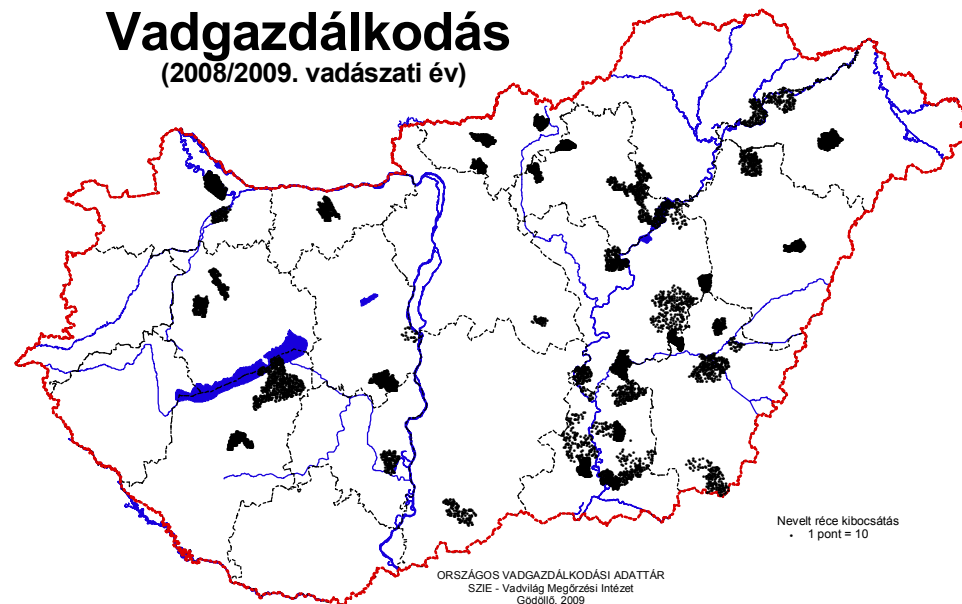 Vadgazdálkodás
(2008/2009. vadászati év)
Nevelt réce kibocsátás
1 pont = 10
ORSZÁGOS VADGAZDÁLKODÁSI ADATTÁR
SZIE - Vadvilág Megőrzési Intézet
Gödöllő, 2009